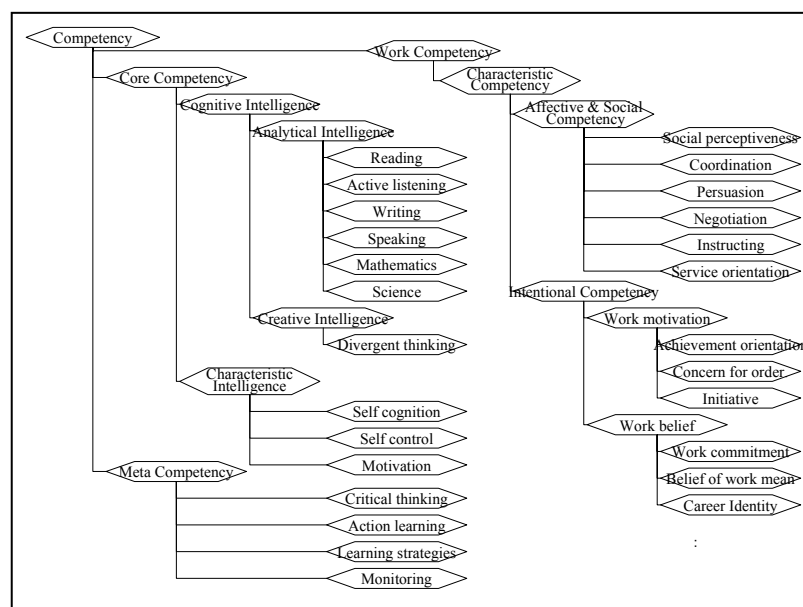 Competency
Core Competency
Cognitive Intelligence
Analytical Intelligence
Reading
Active listening
Writing
Speaking
Mathematics
Science
Creative Intelligence
Divergent thinking
Characteristic
Intelligence
Self cognition
Self control
Motivation
Meta Competency
Critical thinking
Action learning
Learning strategies
Monitoring
Work Competency
Characteristic
Competency
Affective & Social
Competency
Social perceptiveness
Coordination
Persuasion
Negotiation
Instructing
Service orientation
Intentional Competency
Work motivation
Achievement orientation
Concern for order
Initiative
Work belief
Work commitment
Belief of work mean
Career Identity
: